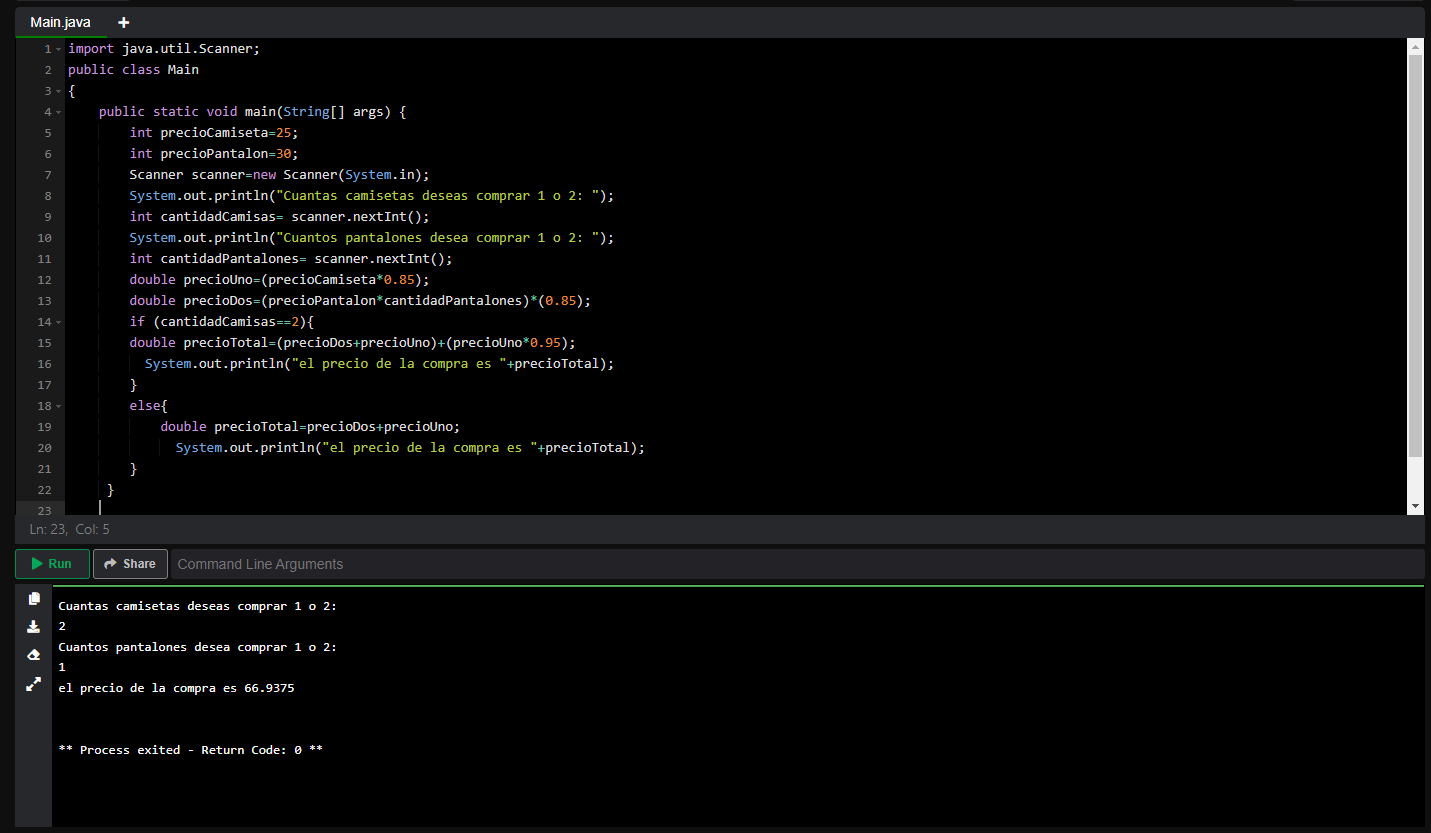 Main.java +
1 import java.util.Scanner;
2 public class Main
3 {
4     public static void main(String[] args) {
5         int precioCamiseta=25;
6         int precioPantalon=30;
7         Scanner scanner=new Scanner(System.in);
8         System.out.println("Cuantas camisetas deseas comprar 1 o 2: ");
9         int cantidadCamisas= scanner.nextInt();
10         System.out.println("Cuantos pantalones desea comprar 1 o 2: ");
11         int cantidadPantalones= scanner.nextInt();
12         double precioUno=(precioCamiseta*0.85);
13         double precioDos=(precioPantalon*cantidadPantalones)*(0.85);
14         if (cantidadCamisas==2){
15         double precioTotal=(precioDos+precioUno)+(precioUno*0.95);
16           System.out.println("el precio de la compra es "+precioTotal);
17         }
18         else{
19             double precioTotal=precioDos+precioUno;
20               System.out.println("el precio de la compra es "+precioTotal);
21         }
22      }
23
Ln: 23, Col: 5
Run Share Command Line Arguments
Cuantas camisetas deseas comprar 1 o 2:
2
Cuantos pantalones desea comprar 1 o 2:
1
el precio de la compra es 66.9375
** Process exited - Return Code: 0 **